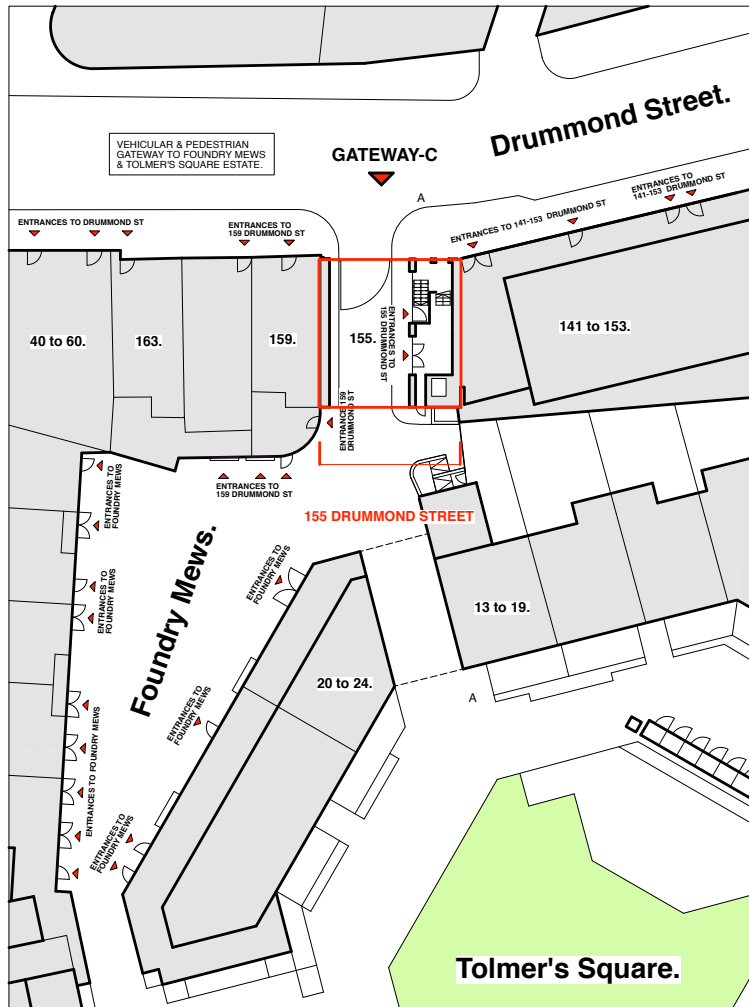 Drummond Street.
VEHICULAR & PEDESTRIAN
GATEWAY TO FOUNDRY MEWS
& TOLMER'S SQUARE ESTATE.
GATEWAY-C
A
ENTRANCES TO
141-153 DRUMMOND ST
ENTRANCES TO DRUMMOND ST
ENTRANCES TO
159 DRUMMOND ST
ENTRANCES TO 141-153 DRUMMOND ST
40 to 60.
163.
159.
155.
ENTRANCES TO
155 DRUMMOND ST
141 to 153.
ENTRANCE 159
DRUMMOND ST
ENTRANCES TO
FOUNDRY MEWS
ENTRANCES TO
159 DRUMMOND ST
155 DRUMMOND STREET
Foundry Mews.
ENTRANCES TO
FOUNDRY MEWS
ENTRANCES TO
FOUNDRY MEWS
13 to 19.
20 to 24.
A
ENTRANCES TO
FOUNDRY MEWS
ENTRANCES TO FOUNDRY MEWS
ENTRANCES TO
FOUNDRY MEWS
Tolmer's Square.